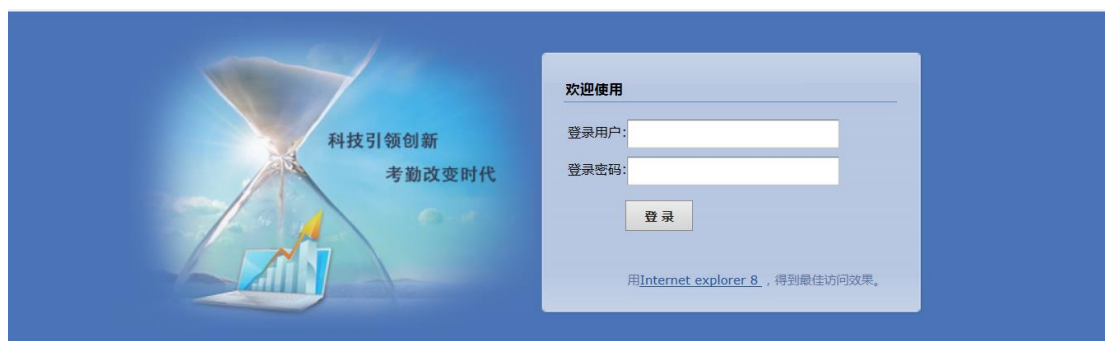 科技引领创新
考勤改变时代
欢迎使用
登录用户:
登录密码:
登 录
用Internet explorer 8 ，得到最佳访问效果。